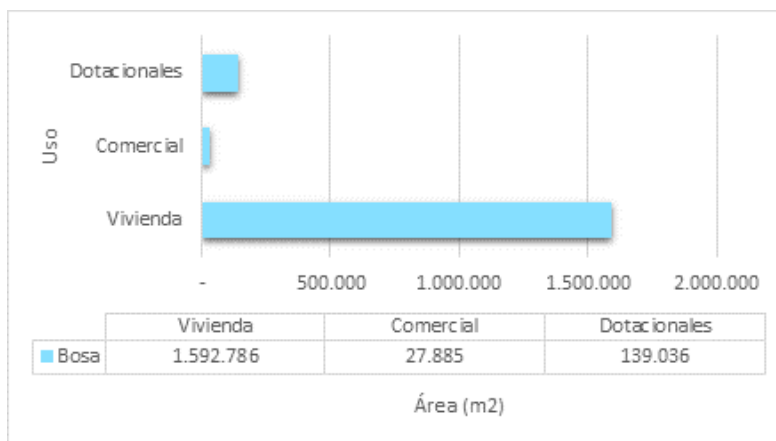 Dotacionales
Uso
Comercial
Vivienda
- 500.000 1.000.000 1.500.000 2.000.000
Vivienda Comercial Dotacionales
Bosa 1.592.786 27.885 139.036
Área (m2)